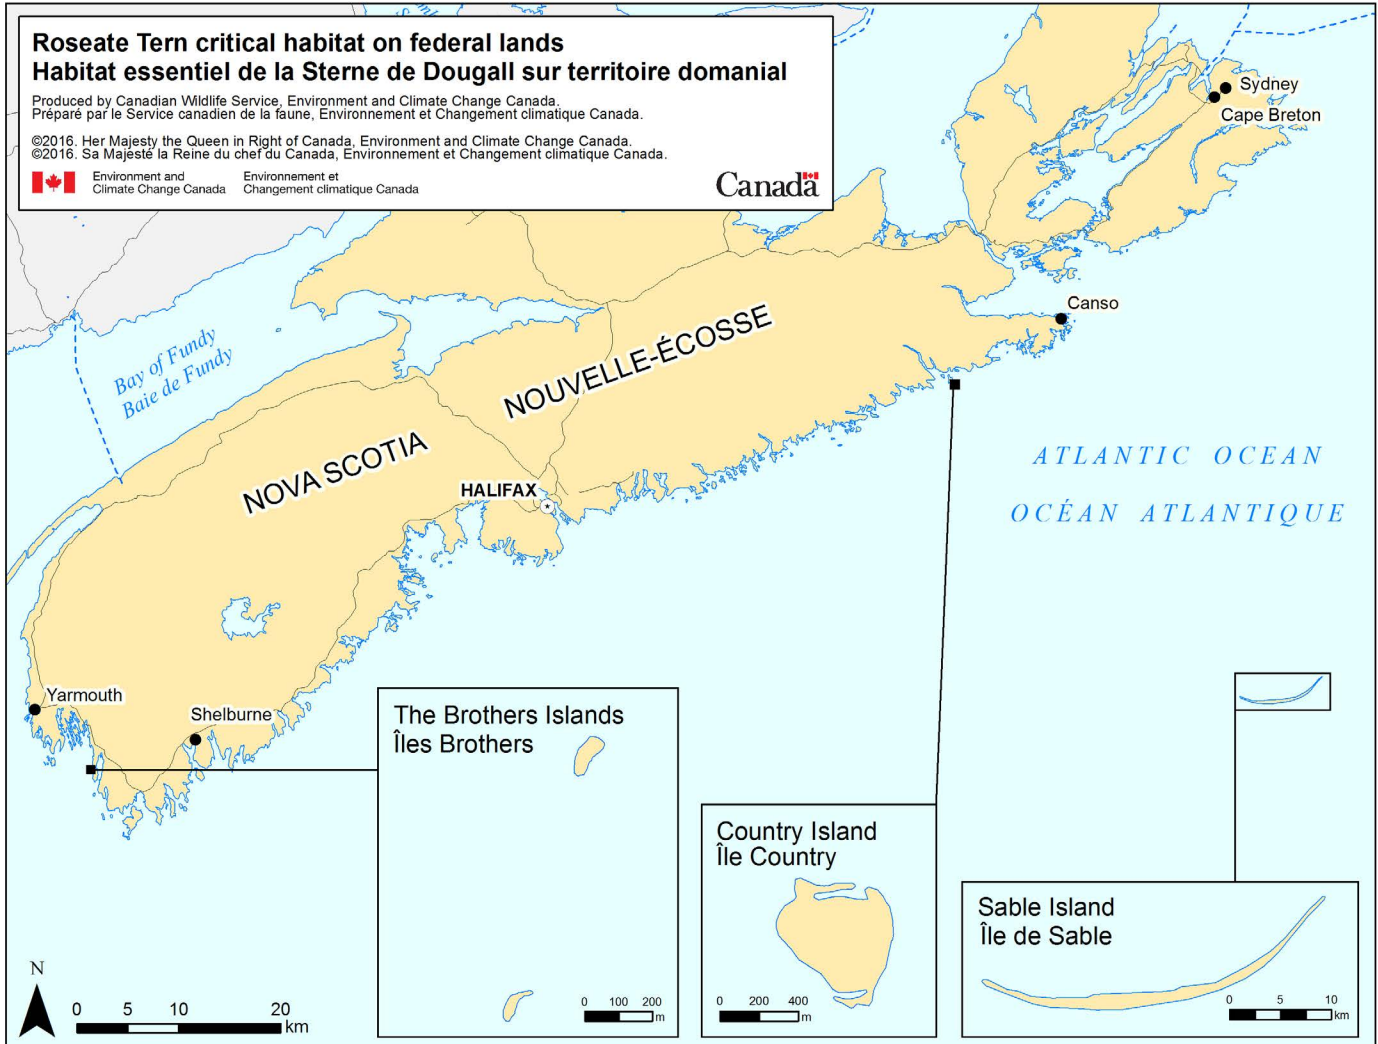 Roseate Tern critical habitat on federal lands
Habitat essentiel de la Sterne de Dougall sur territoire domanial
Produced by Canadian Wildlife Service, Environment and Climate Change Canada.
Préparé par le Service canadien de la faune, Environnement et Changement climatique Canada.
©2016. Her Majesty the Queen in Right of Canada, Environment and Climate Change Canada.
©2016. Sa Majesté la Reine du chef du Canada, Environnement et Changement climatique Canada.
Environment and
Climate Change Canada
Environnement et
Changement climatique Canada
Canada
Sydney
Cape Breton
Canso
Bay of Fundy
Baie de Fundy
NOUVELLE-ÉCOSSE
NOVA SCOTIA
HALIFAX
ATLANTIC OCEAN
OCÉAN ATLANTIQUE
Yarmouth
Shelburne
The Brothers Islands
Îles Brothers
0 100 200
m
Country Island
Île Country
0 200 400
m
Sable Island
Île de Sable
0 5 10
km
N
0 5 10 20
km